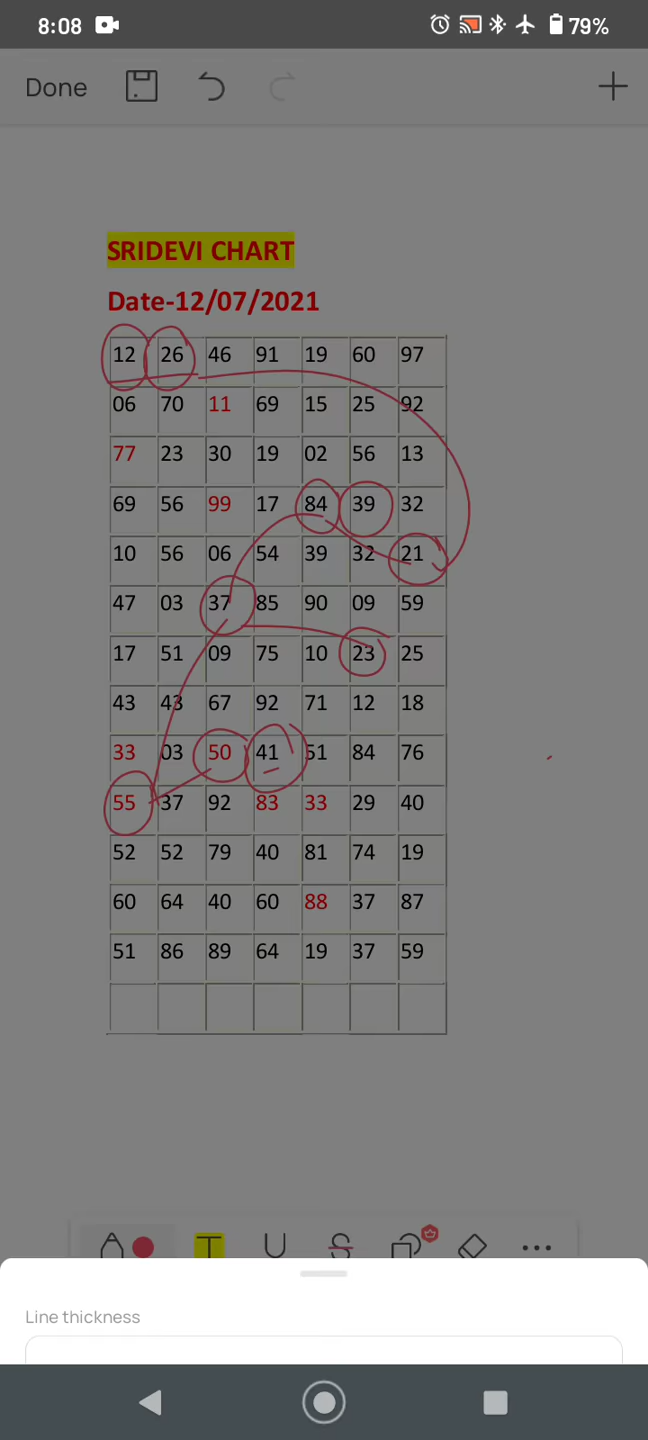 8:08 79%
Done
SRIDEVI CHART
Date-12/07/2021
12 26 46 91 19 60 97
06 70 11 69 15 25 92
77 23 30 19 02 56 13
69 56 99 17 84 39 32
10 56 06 54 39 32 21
47 03 37 85 90 09 59
17 51 09 75 10 23 25
43 43 67 92 71 12 18
33 03 50 41 51 84 76
55 37 92 83 33 29 40
52 52 79 40 81 74 19
60 64 40 60 88 37 87
51 86 89 64 19 37 59
T U S
Line thickness